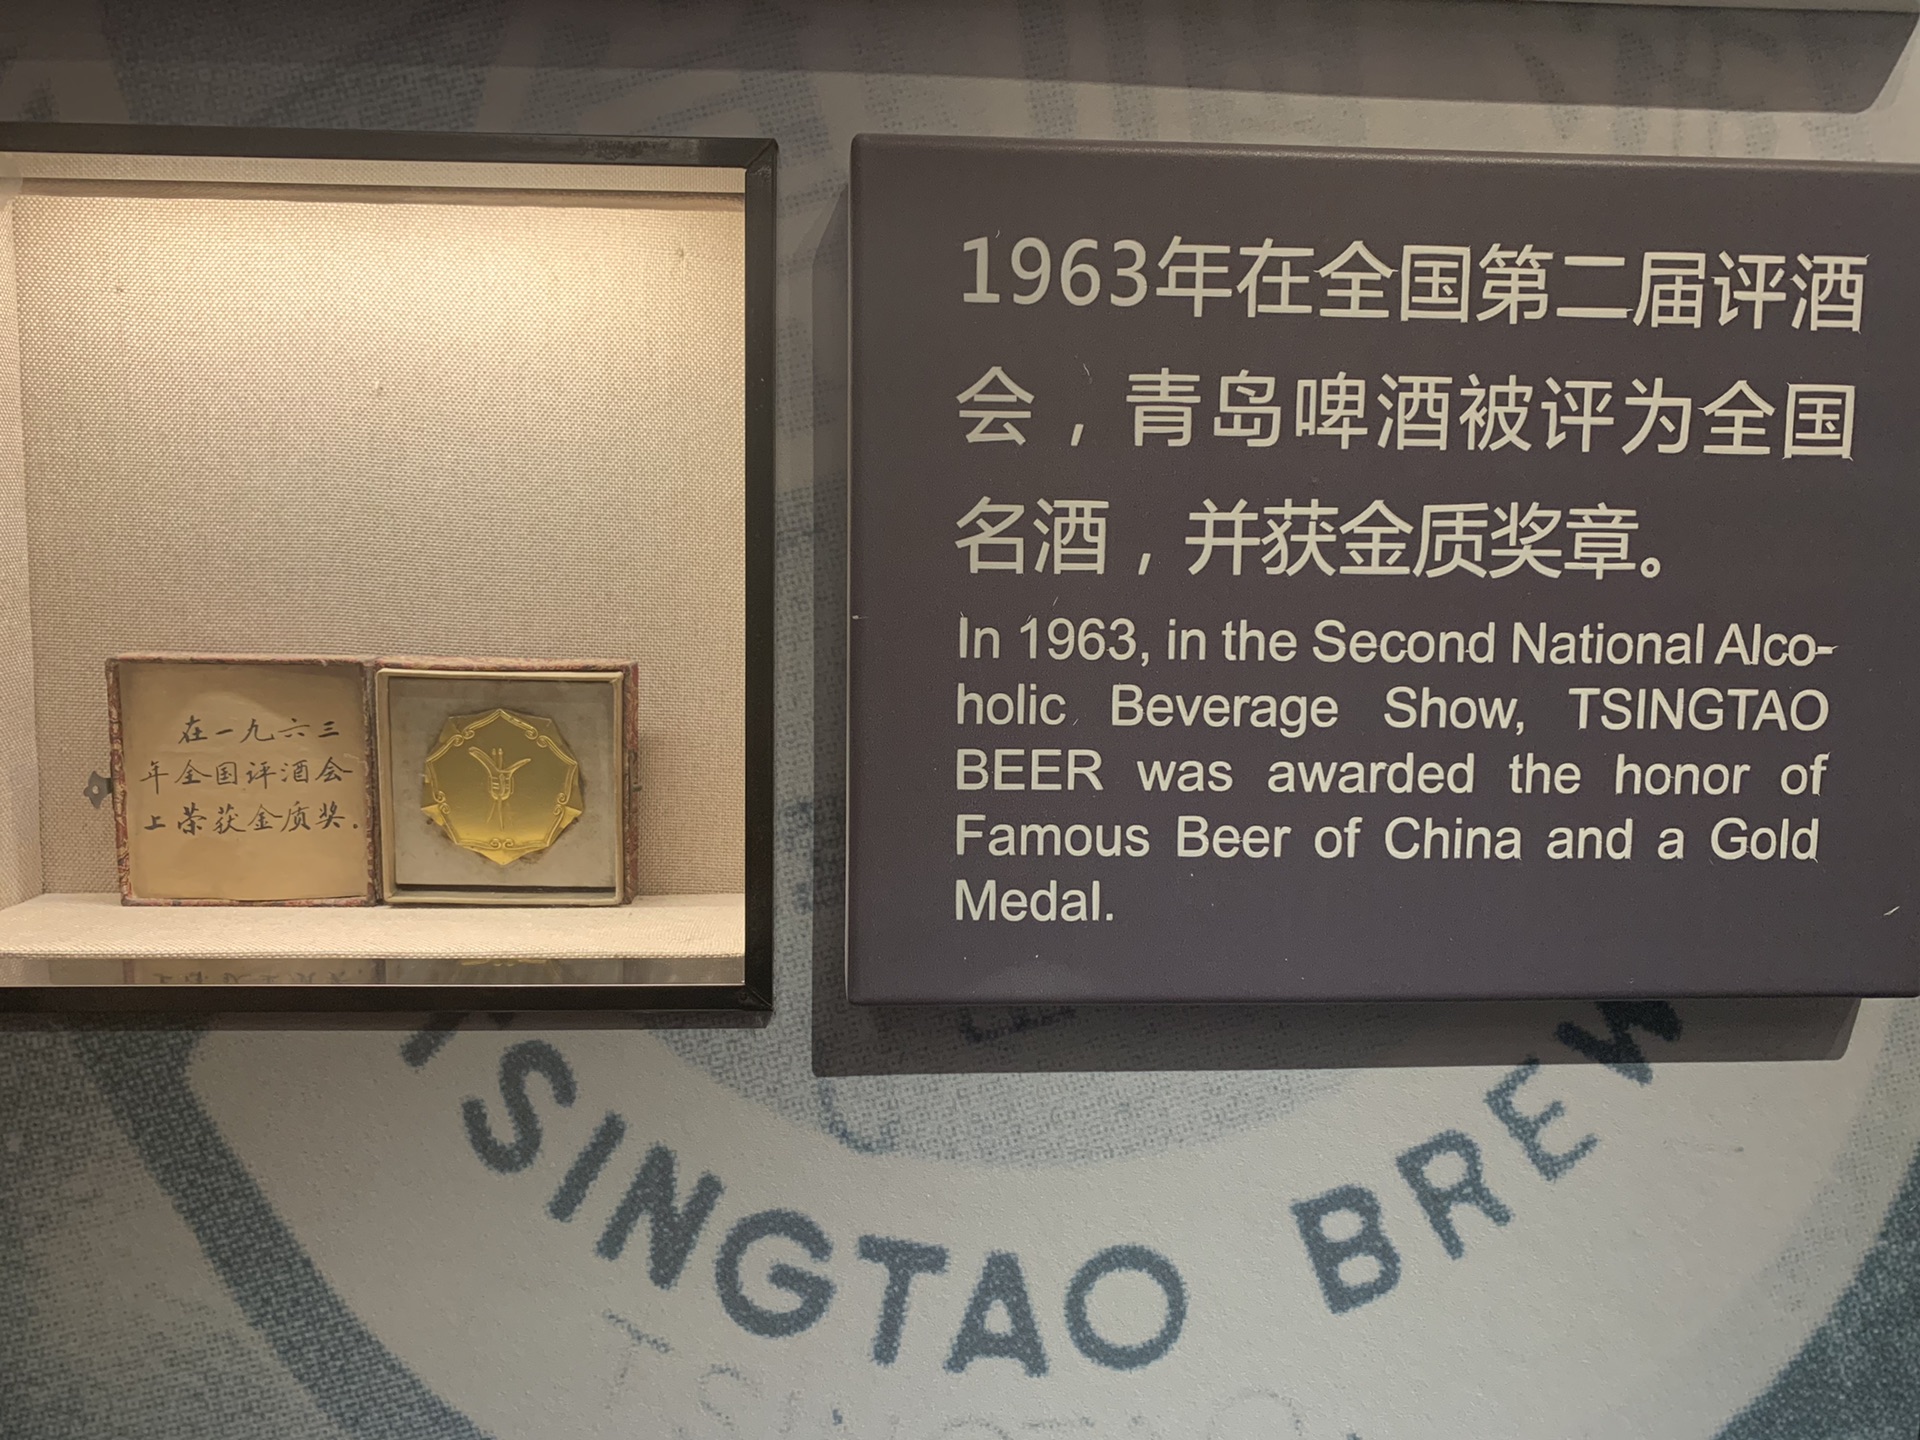 在一九六三
年全国评酒会
上荣获金质奖.
1963年在全国第二届评酒
会，青岛啤酒被评为全国
名酒，并获金质奖章。
In 1963, in the Second National Alco-
holic Beverage Show, TSINGTAO
BEER was awarded the honor of
Famous Beer of China and a Gold
Medal.
TSINGTAO BREW
TSINGTAO